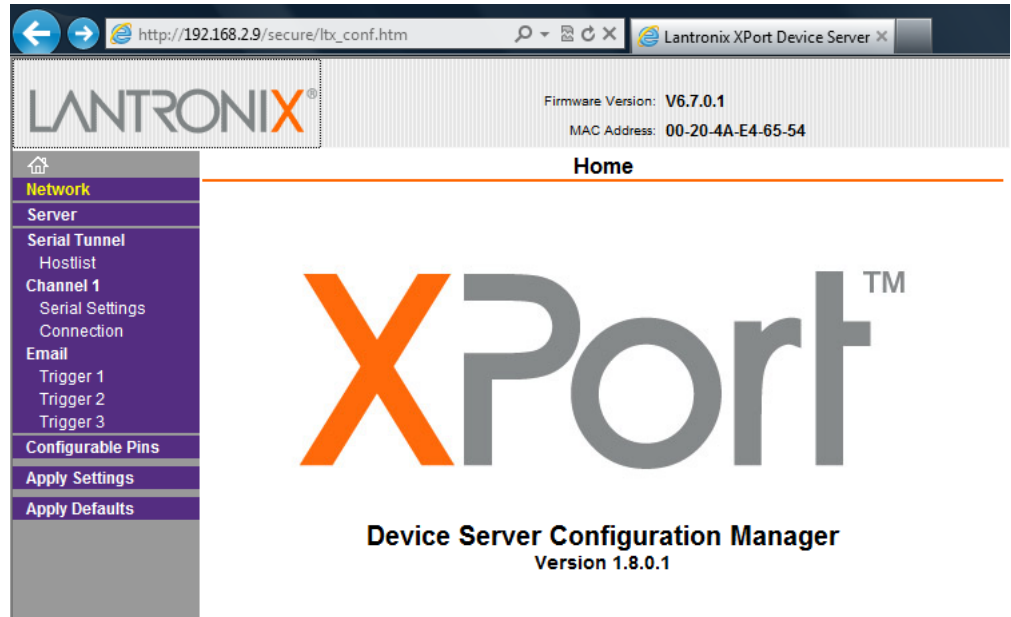 http://192.168.2.9/secure/ltx_conf.htm
Lantronix XPort Device Server
LANTRONIX®
Firmware Version: V6.7.0.1
MAC Address: 00-20-4A-E4-65-54
Home
Network
Server
Serial Tunnel
Hostlist
Channel 1
Serial Settings
Connection
Email
Trigger 1
Trigger 2
Trigger 3
Configurable Pins
Apply Settings
Apply Defaults
XPort™
Device Server Configuration Manager
Version 1.8.0.1